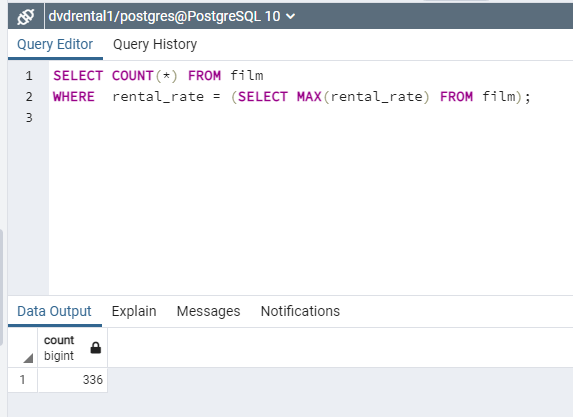 dvdrental1/postgres@PostgreSQL 10
Query Editor Query History
1 SELECT COUNT(*) FROM film
2 WHERE rental_rate = (SELECT MAX(rental_rate) FROM film);
3
Data Output Explain Messages Notifications
count
bigint
1 336